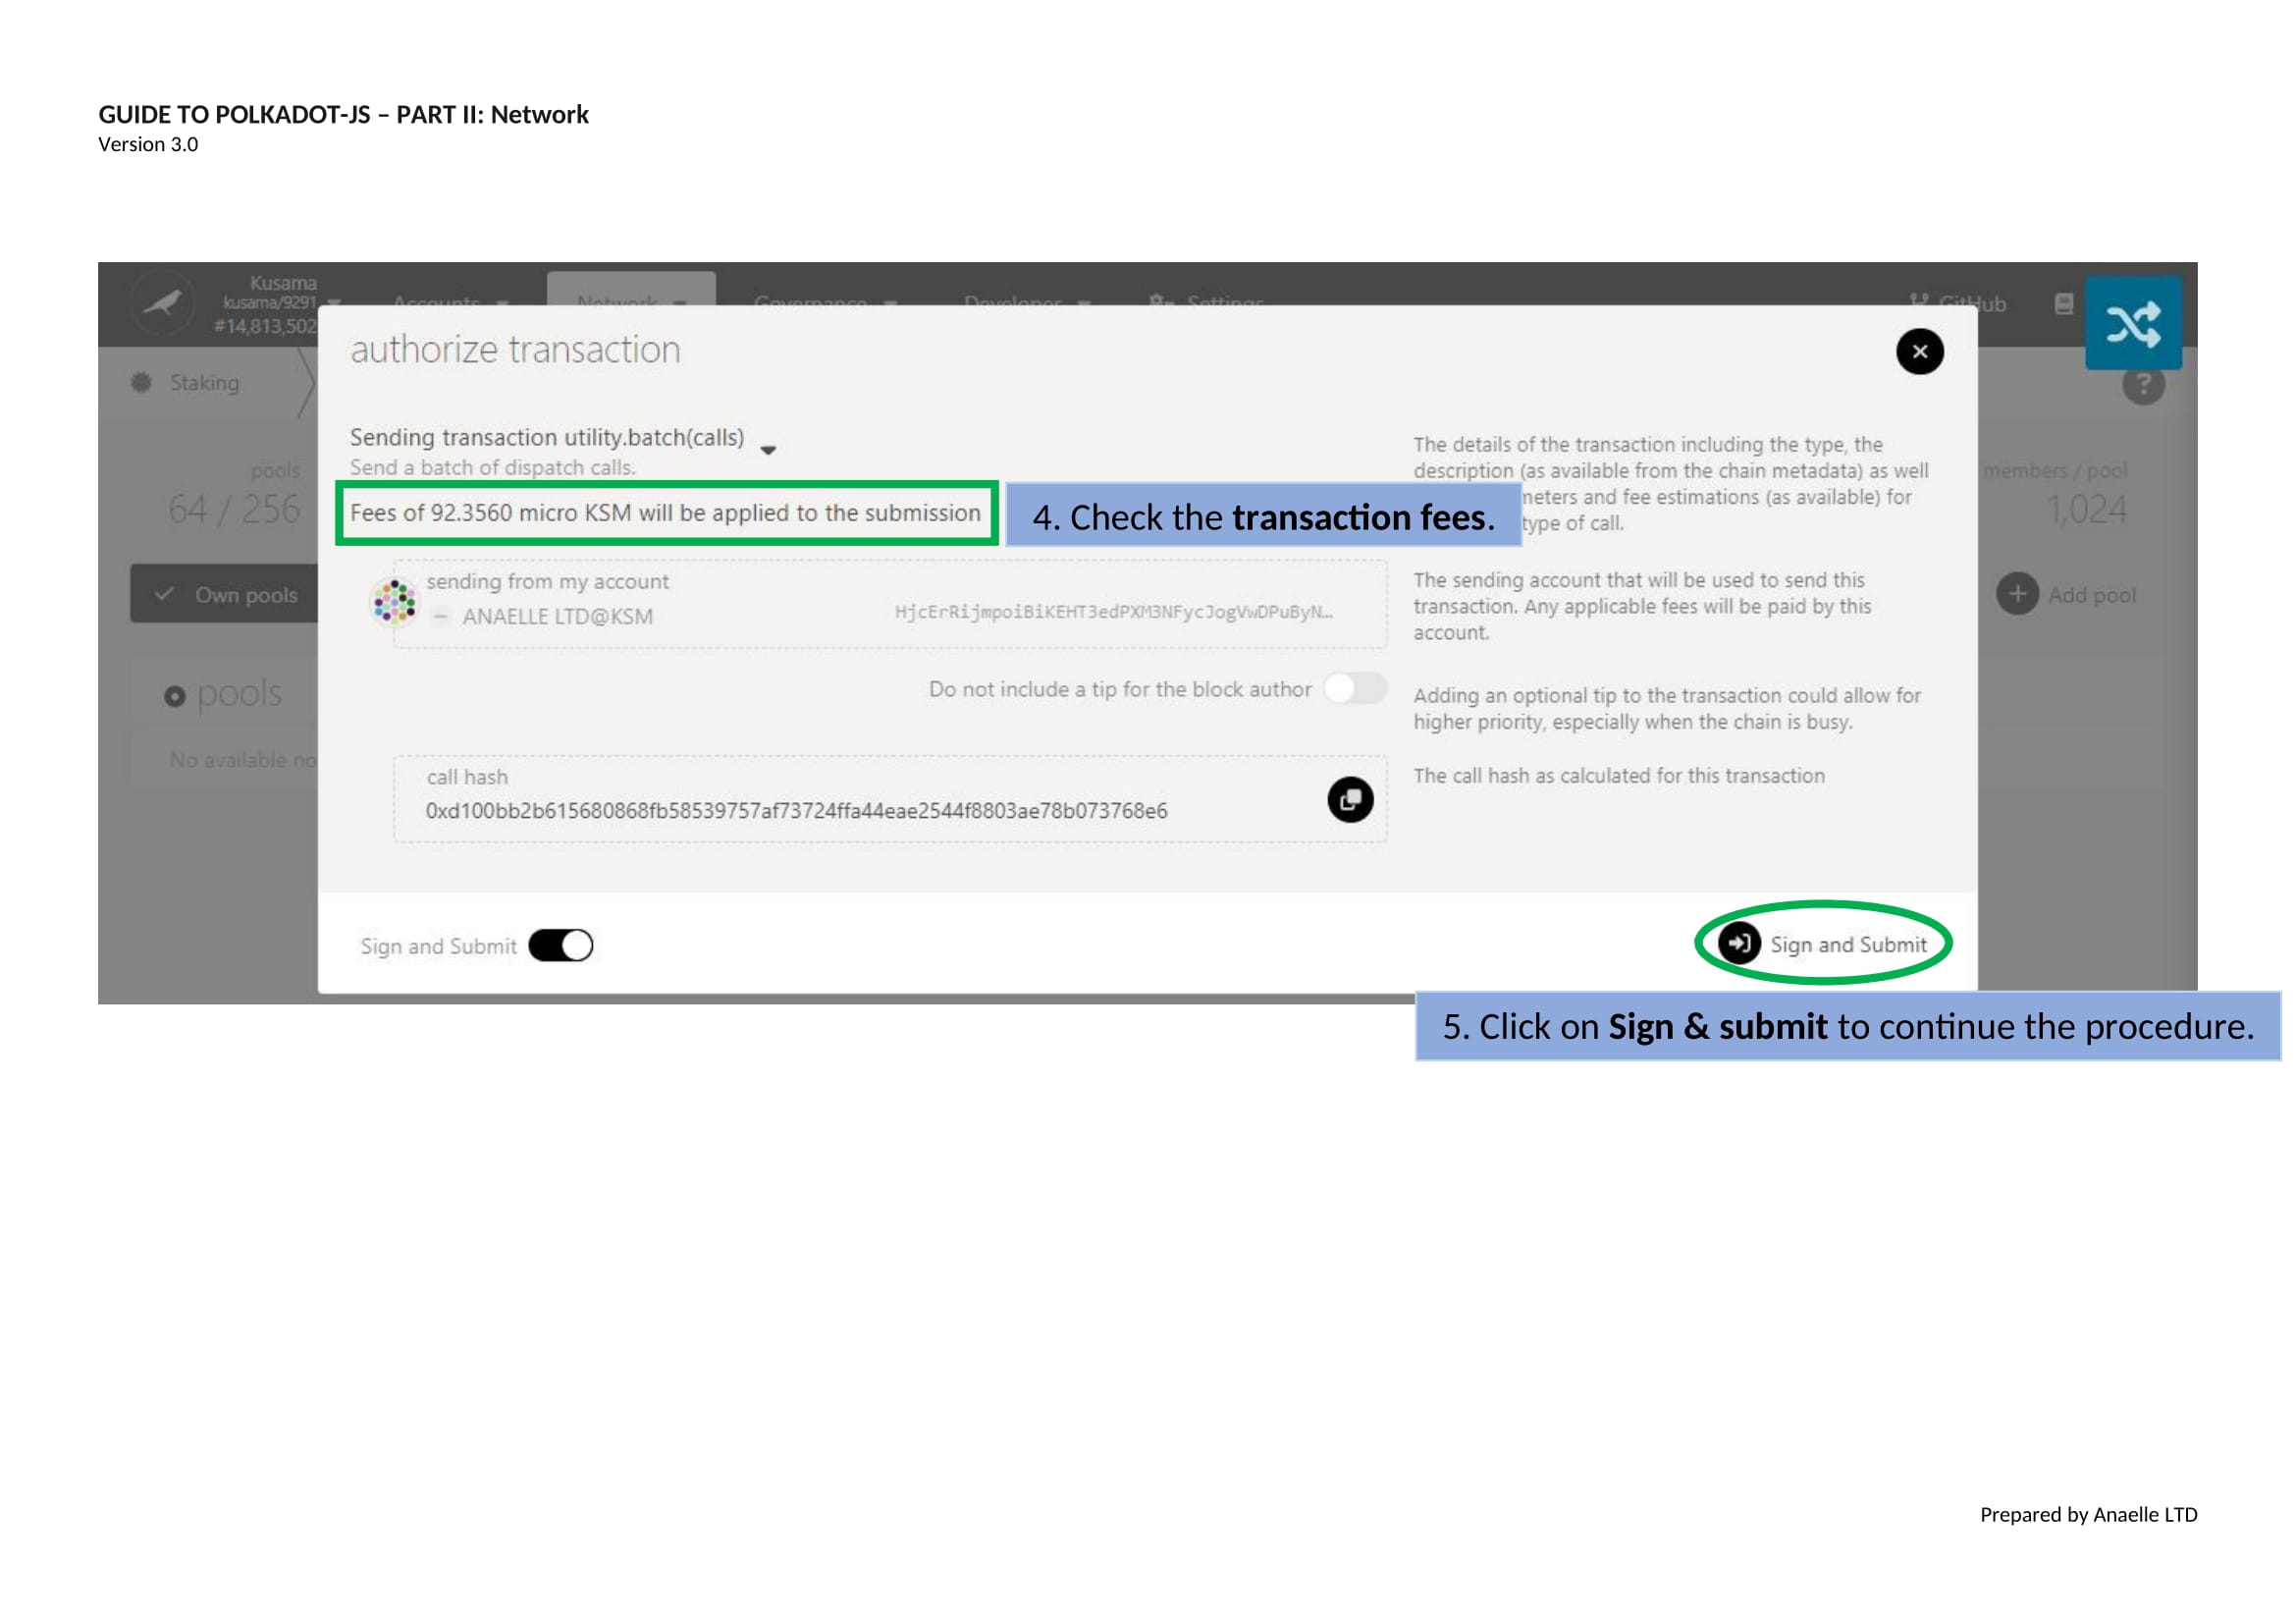 GUIDE TO POLKADOT-JS – PART II: Network
Version 3.0
Kusama
kusama/9291
#14,813,502
Accounts
Network
Governance
Developer
Settings
GitHub
authorize transaction
Staking
?
Sending transaction utility.batch(calls)
Send a batch of dispatch calls.
Fees of 92.3560 micro KSM will be applied to the submission
4. Check the transaction fees.
The details of the transaction including the type, the
description (as available from the chain metadata) as well
meters and fee estimations (as available) for
type of call.
pools
64 / 256
members / pool
1,024
Own pools
Add pool
sending from my account
ANAELLE LTD@KSM
HjcErRijmpoiBiKEHT3edPXM3NFycJogVwDPuByN...
The sending account that will be used to send this
transaction. Any applicable fees will be paid by this
account.
Do not include a tip for the block author
Adding an optional tip to the transaction could allow for
higher priority, especially when the chain is busy.
pools
No available no
call hash
0xd100bb2b615680868fb58539757af73724ffa44eae2544f8803ae78b073768e6
The call hash as calculated for this transaction
Sign and Submit
Sign and Submit
5. Click on Sign & submit to continue the procedure.
Prepared by Anaelle LTD